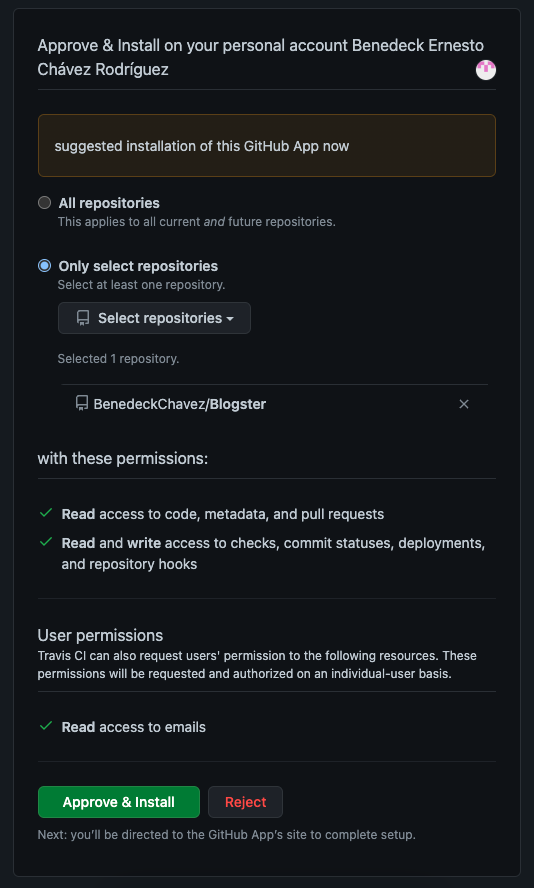 Approve & Install on your personal account Benedeck Ernesto
Chávez Rodríguez
suggested installation of this GitHub App now
All repositories
This applies to all current and future repositories.
Only select repositories
Select at least one repository.
Select repositories
Selected 1 repository.
BenedeckChavez/Blogster
with these permissions:
Read access to code, metadata, and pull requests
Read and write access to checks, commit statuses, deployments,
and repository hooks
User permissions
Travis CI can also request users' permission to the following resources. These
permissions will be requested and authorized on an individual-user basis.
Read access to emails
Approve & Install
Reject
Next: you'll be directed to the GitHub App's site to complete setup.